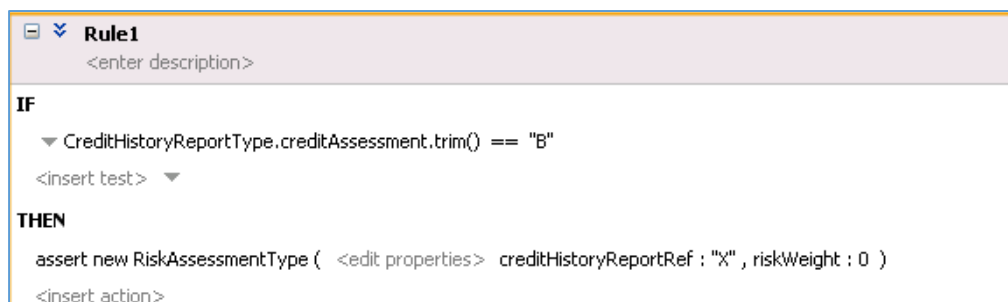 Rule1
<enter description>
IF
CreditHistoryReportType.creditAssessment.trim() == "B"
<insert test>
THEN
assert new RiskAssessmentType ( <edit properties> creditHistoryReportRef : "X" , riskWeight : 0 )
<insert action>